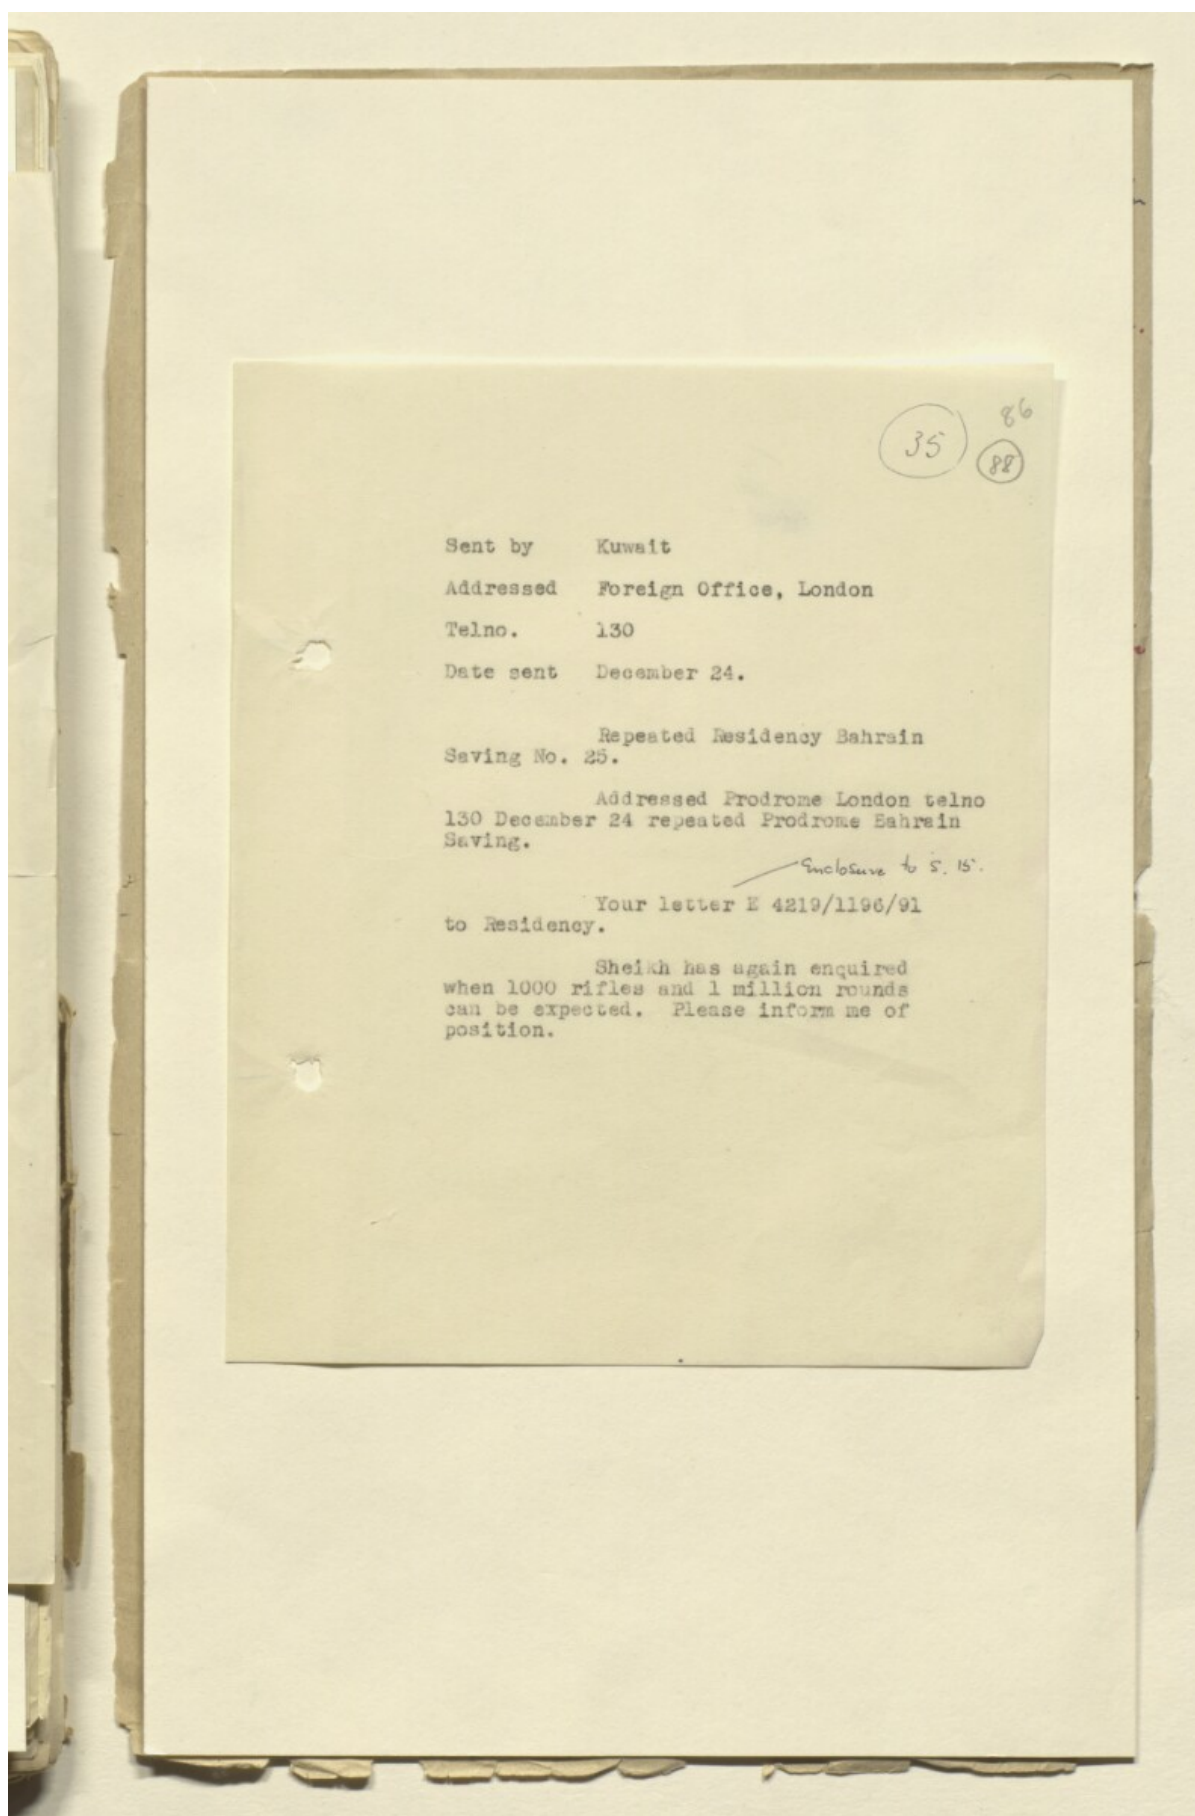 86
35
88
Sent by Kuwait
Addressed Foreign Office, London
Telno. 130
Date sent December 24.
Repeated Residency Bahrain
Saving No. 25.
Addressed Prodrome London telno
130 December 24 repeated Prodrome Bahrain
Saving.
Enclosure to S. 15.
Your letter E 4219/1196/91
to Residency.
Sheikh has again enquired
when 1000 rifles and 1 million rounds
can be expected. Please inform me of
position.